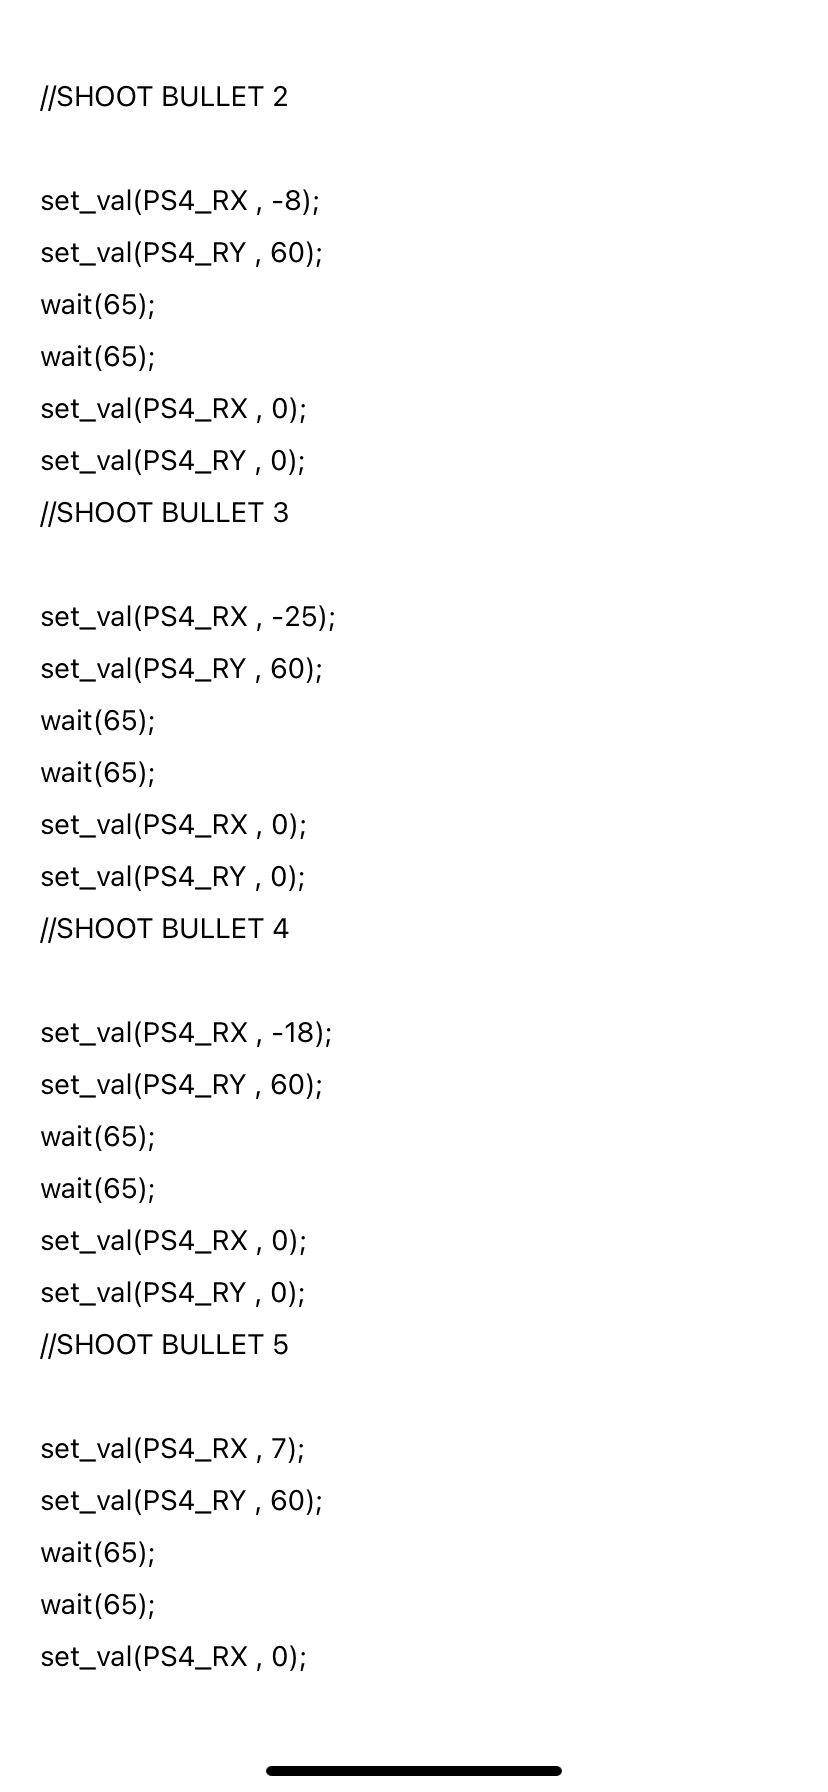 //SHOOT BULLET 2
set_val(PS4_RX , -8);
set_val(PS4_RY , 60);
wait(65);
wait(65);
set_val(PS4_RX , 0);
set_val(PS4_RY , 0);
//SHOOT BULLET 3
set_val(PS4_RX , -25);
set_val(PS4_RY , 60);
wait(65);
wait(65);
set_val(PS4_RX , 0);
set_val(PS4_RY , 0);
//SHOOT BULLET 4
set_val(PS4_RX , -18);
set_val(PS4_RY , 60);
wait(65);
wait(65);
set_val(PS4_RX , 0);
set_val(PS4_RY , 0);
//SHOOT BULLET 5
set_val(PS4_RX , 7);
set_val(PS4_RY , 60);
wait(65);
wait(65);
set_val(PS4_RX , 0);